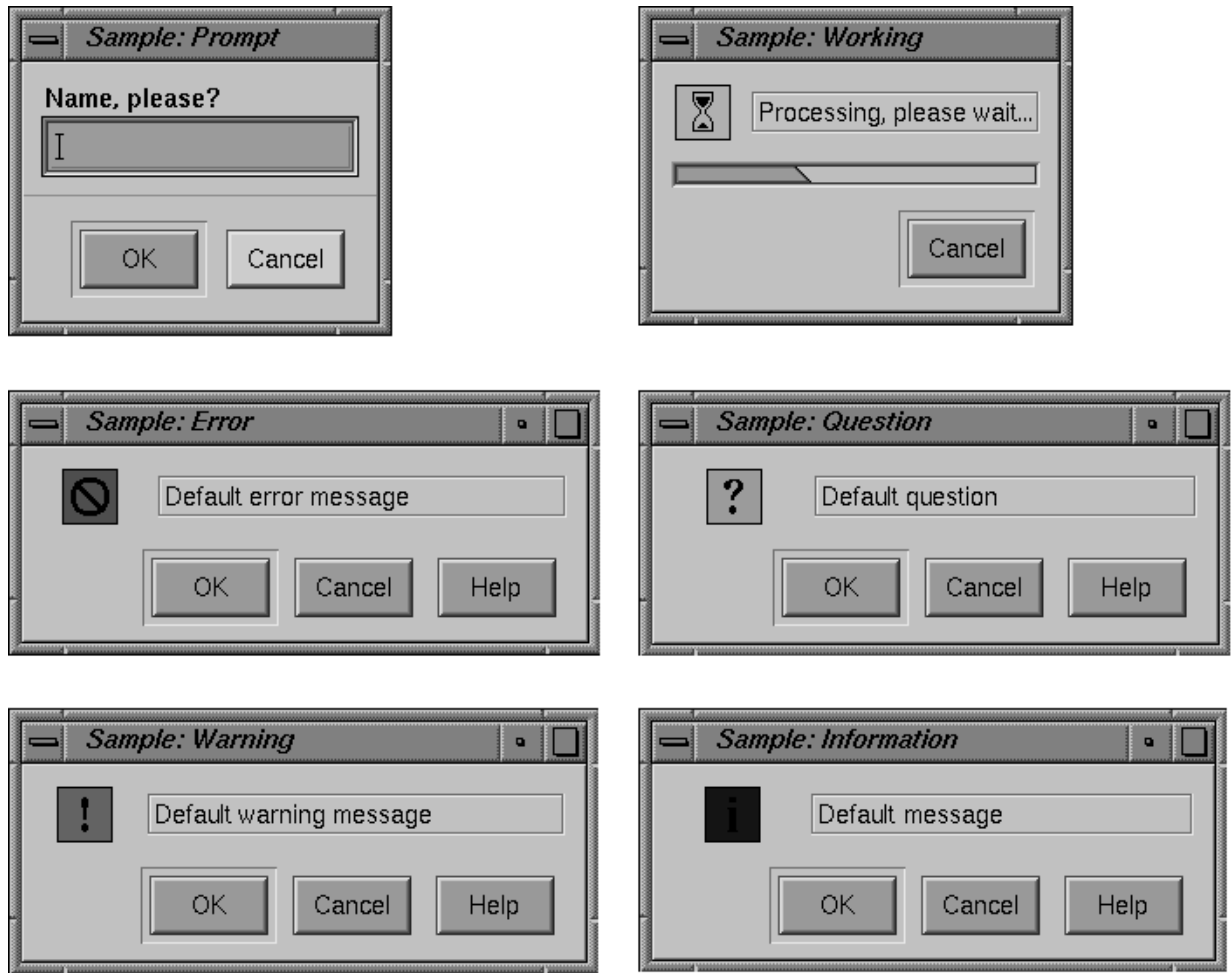 Sample: Prompt
Name, please?
OK
Cancel
Sample: Working
Processing, please wait...
Cancel
Sample: Error
Default error message
OK
Cancel
Help
Sample: Question
?
Default question
OK
Cancel
Help
Sample: Warning
!
Default warning message
OK
Cancel
Help
Sample: Information
i
Default message
OK
Cancel
Help